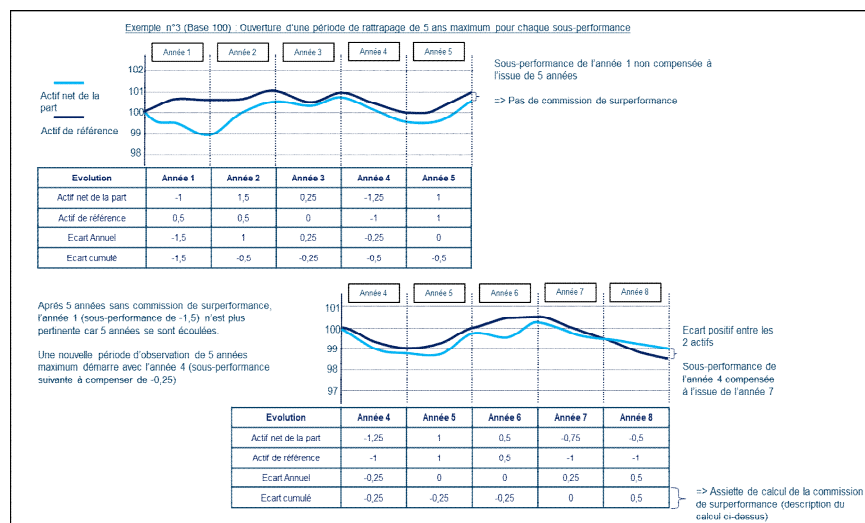 Exemple n°3 (Base 100) : Ouverture d'une période de rattrapage de 5 ans maximum pour chaque sous-performance
Année 1 Année 2 Année 3 Année 4 Année 5
102
101
100
99
98
Actif net de la
part
Actif de référence
Sous-performance de l'année 1 non compensée à
l'issue de 5 années
=> Pas de commission de surperformance
Evolution Année 1 Année 2 Année 3 Année 4 Année 5
Actif net de la part -1 1,5 0,25 -1,25 1
Actif de référence 0,5 0,5 0 -1 1
Ecart Annuel -1,5 1 0,25 -0,25 0
Ecart cumulé -1,5 -0,5 -0,25 -0,5 -0,5
Après 5 années sans commission de surperformance,
l'année 1 (sous-performance de -1,5) n'est plus
pertinente car 5 années se sont écoulées.
Une nouvelle période d'observation de 5 années
maximum démarre avec l'année 4 (sous-performance
suivante à compenser de -0,25)
Année 4 Année 5 Année 6 Année 7 Année 8
101
100
99
98
97
Ecart positif entre les
2 actifs
Sous-performance de
l'année 4 compensée
à l'issue de l'année 7
Evolution Année 4 Année 5 Année 6 Année 7 Année 8
Actif net de la part -1,25 1 0,5 -0,75 -0,5
Actif de référence -1 1 0,5 -1 -1
Ecart Annuel -0,25 0 0 0,25 0,5
Ecart cumulé -0,25 -0,25 -0,25 0 0,5
=> Assiette de calcul de la commission
de surperformance (description du
calcul ci-dessus)